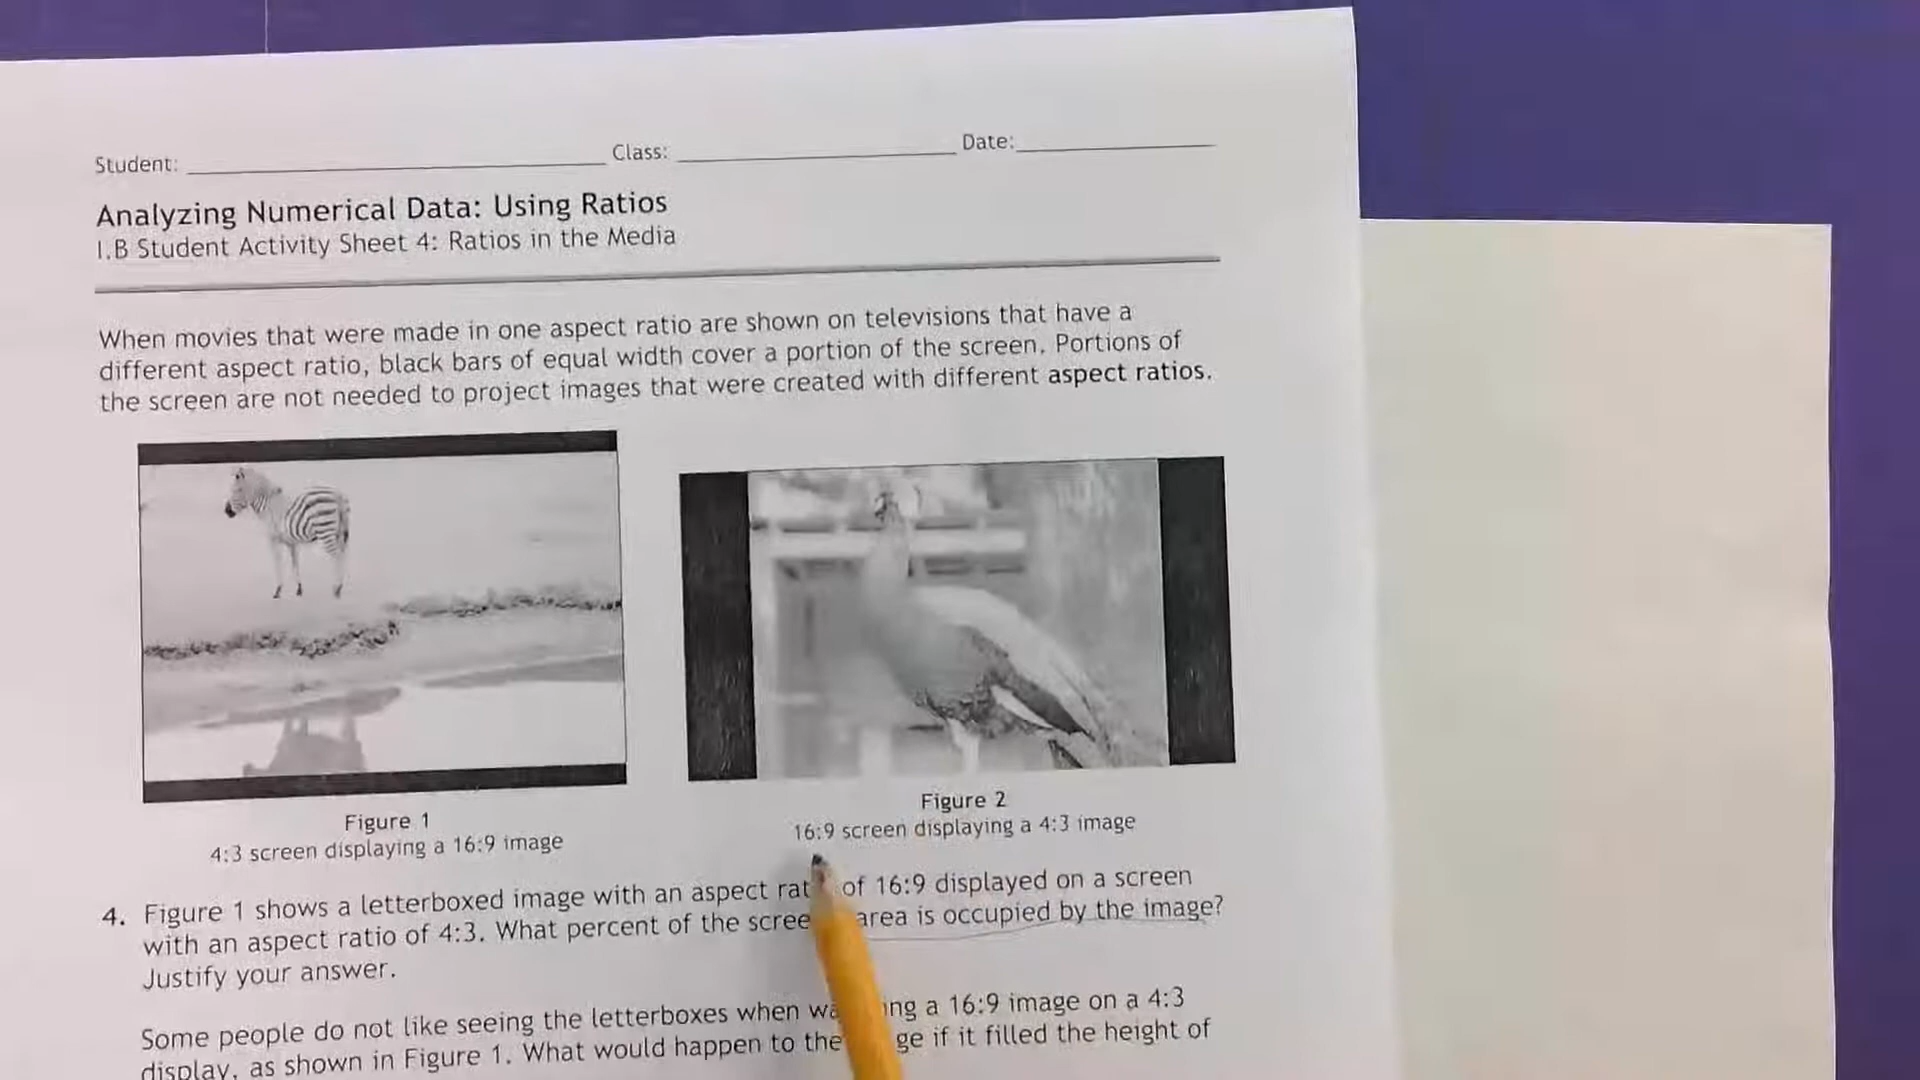 Student: Class: Date:
Analyzing Numerical Data: Using Ratios
I.B Student Activity Sheet 4: Ratios in the Media
When movies that were made in one aspect ratio are shown on televisions that have a
different aspect ratio, black bars of equal width cover a portion of the screen. Portions of
the screen are not needed to project images that were created with different aspect ratios.
Figure 1
4:3 screen displaying a 16:9 image
Figure 2
16:9 screen displaying a 4:3 image
4. Figure 1 shows a letterboxed image with an aspect of 16:9 displayed on a screen
with an aspect ratio of 4:3. What percent of the area is occupied by the image?
Justify your answer.
Some people do not like seeing the letterboxes when a 16:9 image on a 4:3
display, as shown in Figure 1. What would happen to the if it filled the height of